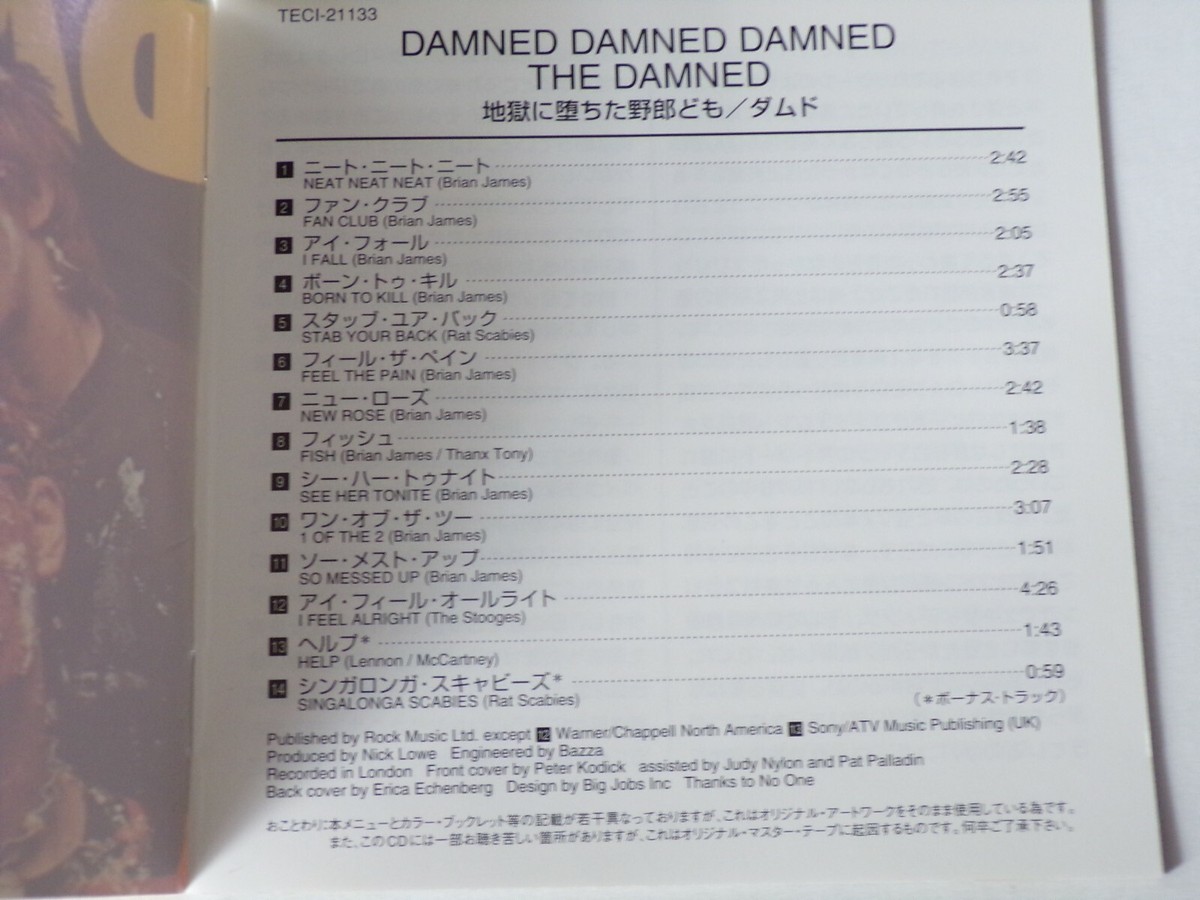 TECI-21133
DAMNED DAMNED DAMNED
THE DAMNED
地獄に堕ちた野郎ども／ダムド
1 ニート・ニート・ニート 2:42
NEAT NEAT NEAT (Brian James)
2 ファン・クラブ 2:55
FAN CLUB (Brian James)
3 アイ・フォール 2:05
I FALL (Brian James)
4 ボーン・トゥ・キル 2:37
BORN TO KILL (Brian James)
5 スタッブ・ユア・バック 0:58
STAB YOUR BACK (Rat Scabies)
6 フィール・ザ・ペイン 3:37
FEEL THE PAIN (Brian James)
7 ニュー・ローズ 2:42
NEW ROSE (Brian James)
8 フィッシュ 1:38
FISH (Brian James / Thanx Tony)
9 シー・ハー・トゥナイト 2:28
SEE HER TONITE (Brian James)
10 ワン・オブ・ザ・ツー 3:07
1 OF THE 2 (Brian James)
11 ソー・メスト・アップ 1:51
SO MESSED UP (Brian James)
12 アイ・フィール・オールライト 4:26
I FEEL ALRIGHT (The Stooges)
13 ヘルプ* 1:43
HELP (Lennon / McCartney)
14 シンガロンガ・スキャビーズ* 0:59
SINGALONGA SCABIES (Rat Scabies) (*ボーナス・トラック)
Published by Rock Music Ltd. except 12 Warner/Chappell North America 13 Sony/ATV Music Publishing (UK)
Produced by Nick Lowe Engineered by Bazza
Recorded in London Front cover by Peter Kodick assisted by Judy Nylon and Pat Palladin
Back cover by Erica Echenberg Design by Big Jobs Inc Thanks to No One
おことわりに本メニューとカラー・ブックレット等の記載が若干異なっておりますが、これはオリジナル・アートワークをそのまま使用している為です。
また、このCDには一部お聴き苦しい箇所がありますが、これはオリジナル・マスター・テープに起因するものです。何卒ご了承下さい。